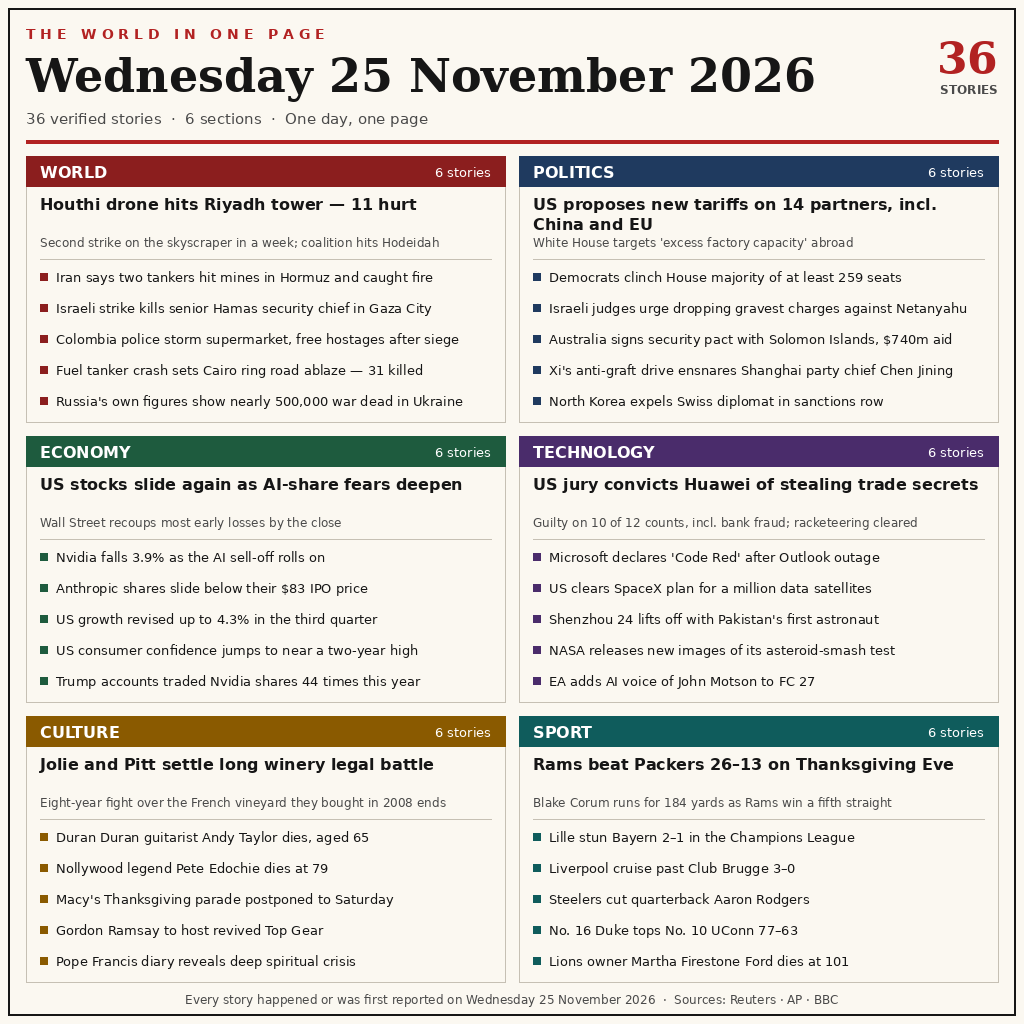 THE WORLD IN ONE PAGE
Wednesday 25 November 2026
36 verified stories · 6 sections · One day, one page
36
STORIES
WORLD
6 stories
Houthi drone hits Riyadh tower — 11 hurt
Second strike on the skyscraper in a week; coalition hits Hodeidah
Iran says two tankers hit mines in Hormuz and caught fire
Israeli strike kills senior Hamas security chief in Gaza City
Colombia police storm supermarket, free hostages after siege
Fuel tanker crash sets Cairo ring road ablaze — 31 killed
Russia's own figures show nearly 500,000 war dead in Ukraine
POLITICS
6 stories
US proposes new tariffs on 14 partners, incl.
China and EU
White House targets 'excess factory capacity' abroad
Democrats clinch House majority of at least 259 seats
Israeli judges urge dropping gravest charges against Netanyahu
Australia signs security pact with Solomon Islands, $740m aid
Xi's anti-graft drive ensnares Shanghai party chief Chen Jining
North Korea expels Swiss diplomat in sanctions row
ECONOMY
6 stories
US stocks slide again as AI-share fears deepen
Wall Street recoups most early losses by the close
Nvidia falls 3.9% as the AI sell-off rolls on
Anthropic shares slide below their $83 IPO price
US growth revised up to 4.3% in the third quarter
US consumer confidence jumps to near a two-year high
Trump accounts traded Nvidia shares 44 times this year
TECHNOLOGY
6 stories
US jury convicts Huawei of stealing trade secrets
Guilty on 10 of 12 counts, incl. bank fraud; racketeering cleared
Microsoft declares 'Code Red' after Outlook outage
US clears SpaceX plan for a million data satellites
Shenzhou 24 lifts off with Pakistan's first astronaut
NASA releases new images of its asteroid-smash test
EA adds AI voice of John Motson to FC 27
CULTURE
6 stories
Jolie and Pitt settle long winery legal battle
Eight-year fight over the French vineyard they bought in 2008 ends
Duran Duran guitarist Andy Taylor dies, aged 65
Nollywood legend Pete Edochie dies at 79
Macy's Thanksgiving parade postponed to Saturday
Gordon Ramsay to host revived Top Gear
Pope Francis diary reveals deep spiritual crisis
SPORT
6 stories
Rams beat Packers 26–13 on Thanksgiving Eve
Blake Corum runs for 184 yards as Rams win a fifth straight
Lille stun Bayern 2–1 in the Champions League
Liverpool cruise past Club Brugge 3–0
Steelers cut quarterback Aaron Rodgers
No. 16 Duke tops No. 10 UConn 77–63
Lions owner Martha Firestone Ford dies at 101
Every story happened or was first reported on Wednesday 25 November 2026 · Sources: Reuters · AP · BBC